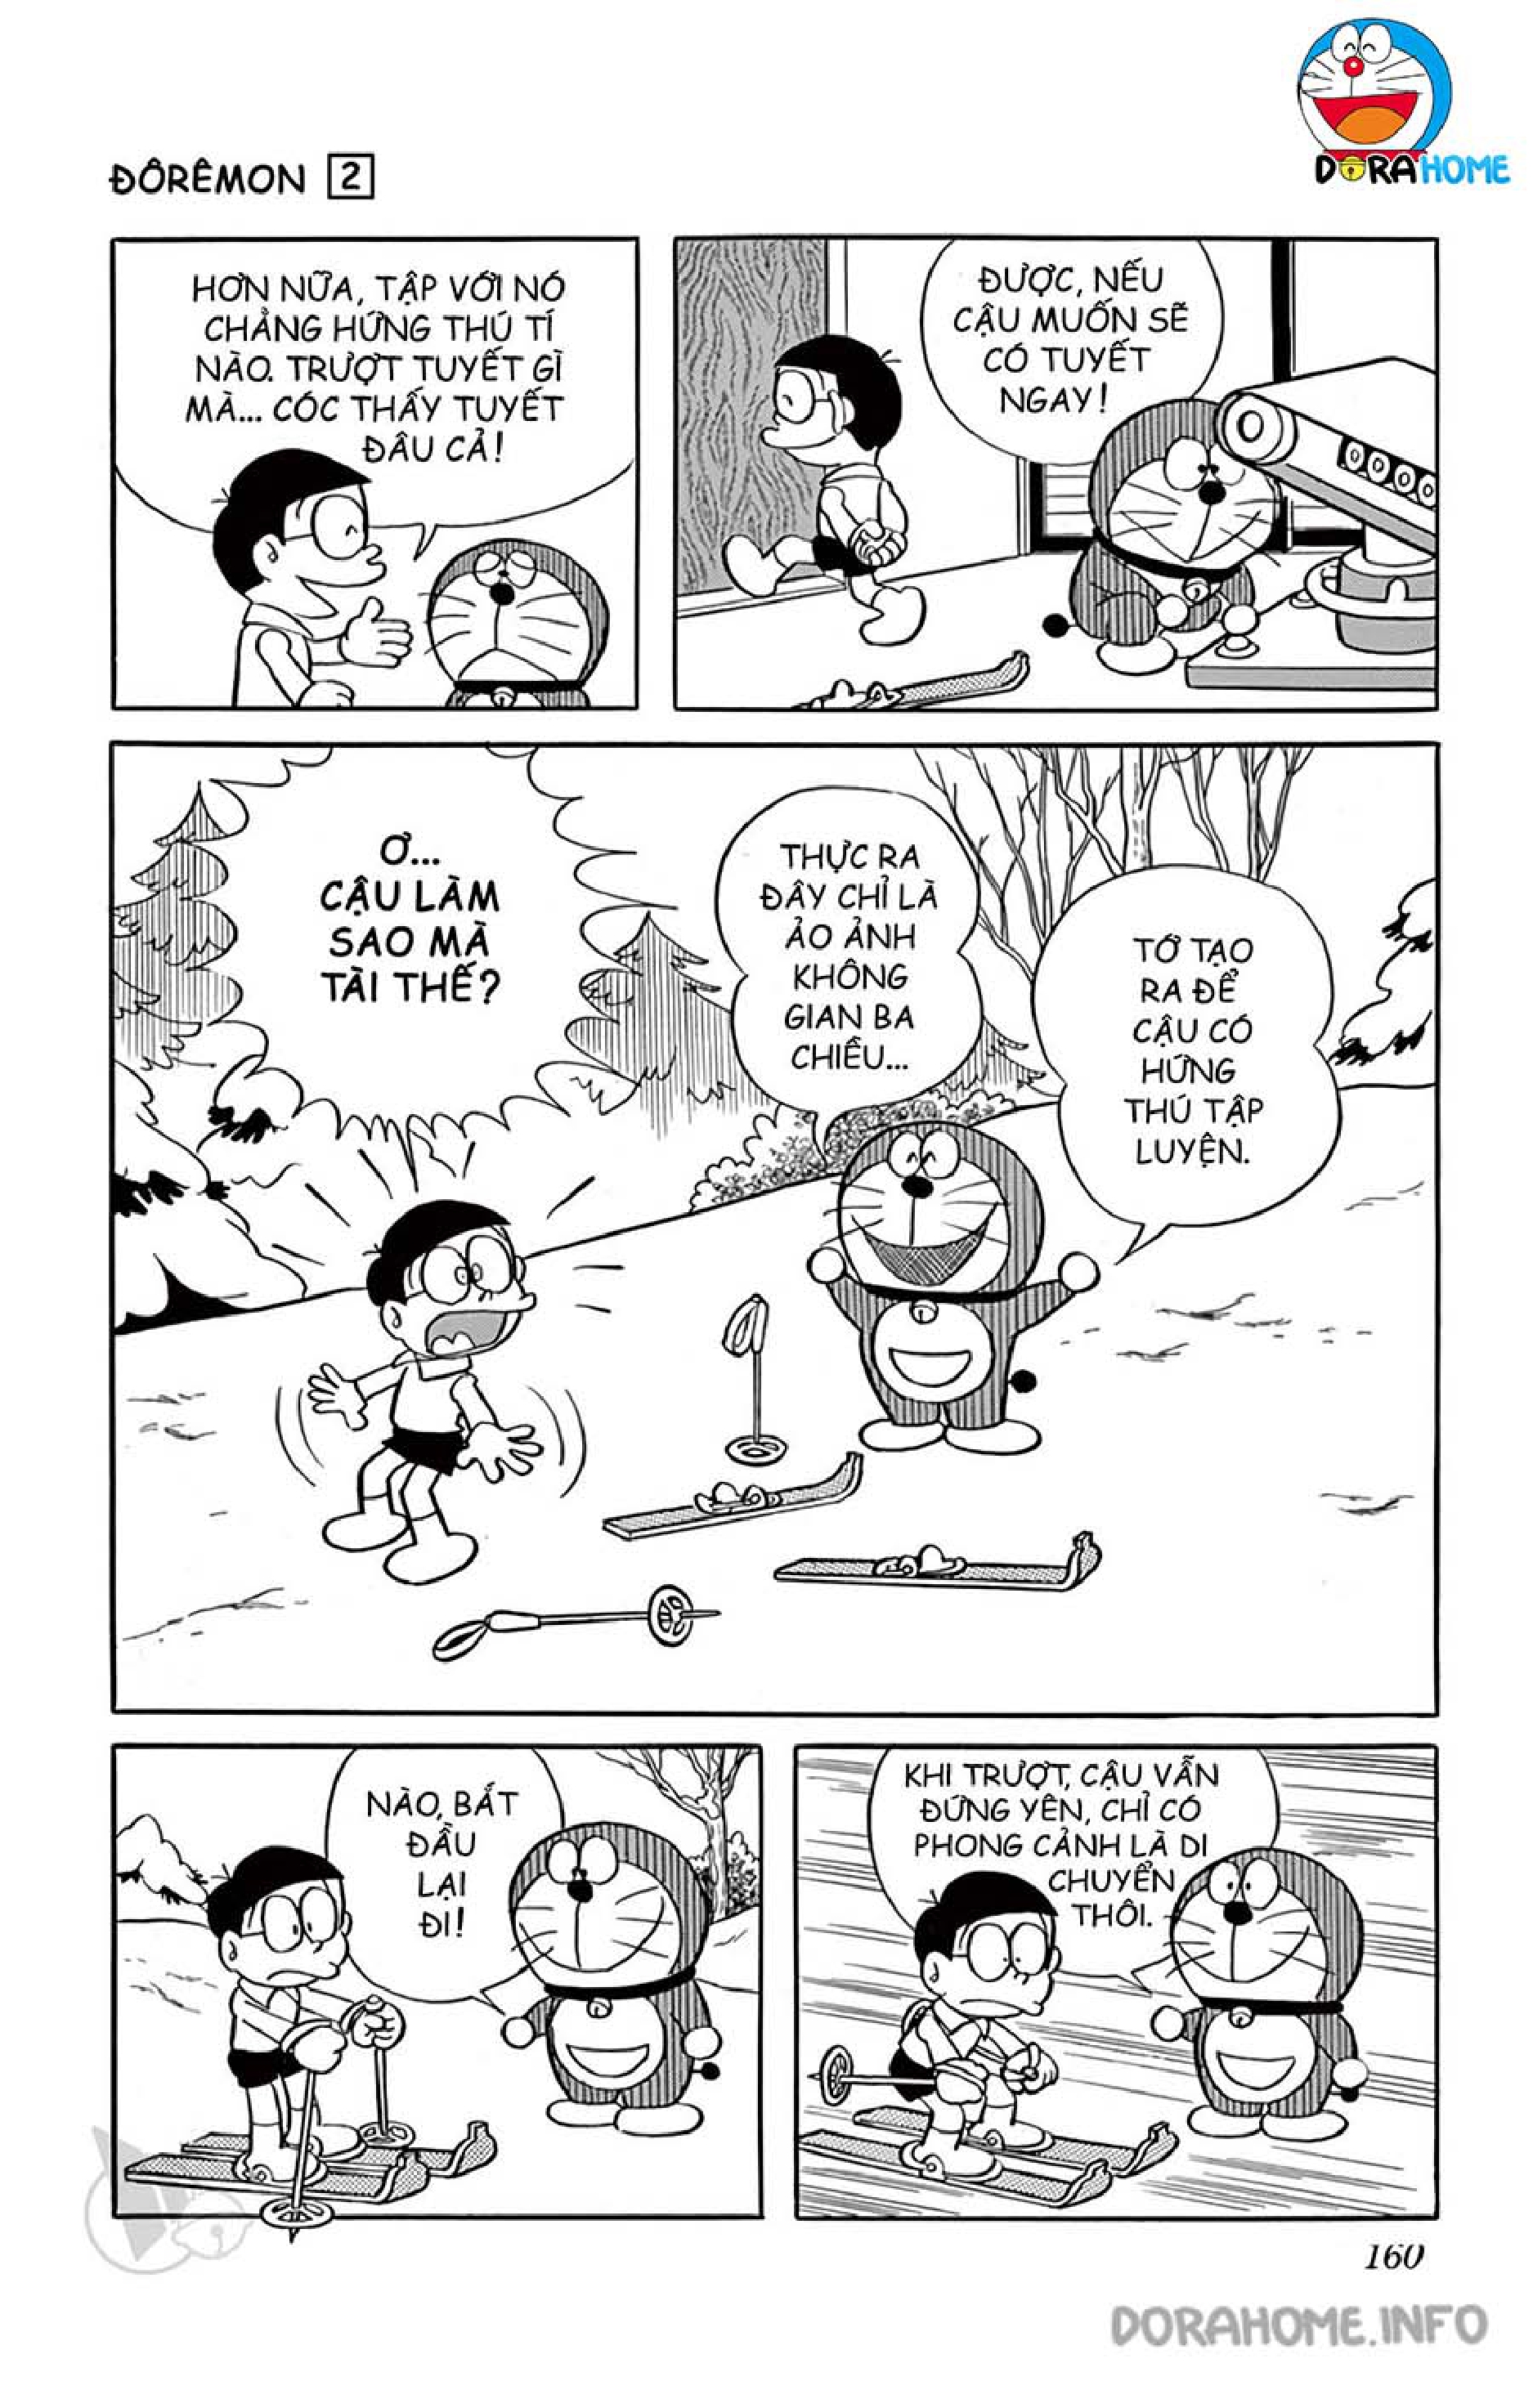 DORAHOME
ĐÔRÊMON 2
HƠN NỮA, TẬP VỚI NÓ
CHẲNG HỨNG THÚ TÍ
NÀO. TRƯỢT TUYẾT GÌ
MÀ... CÓC THẤY TUYẾT
ĐÂU CẢ!
ĐƯỢC, NẾU
CẬU MUỐN SẼ
CÓ TUYẾT
NGAY!
Ơ...
CẬU LÀM
SAO MÀ
TÀI THẾ?
THỰC RA
ĐÂY CHỈ LÀ
ẢO ẢNH
KHÔNG
GIAN BA
CHIỀU...
TỚ TẠO
RA ĐỂ
CẬU CÓ
HỨNG
THÚ TẬP
LUYỆN.
NÀO, BẮT
ĐẦU
LẠI
ĐI!
KHI TRƯỢT, CẬU VẪN
ĐỨNG YÊN, CHỈ CÓ
PHONG CẢNH LÀ DI
CHUYỂN
THÔI.
160
DORAHOME.INFO